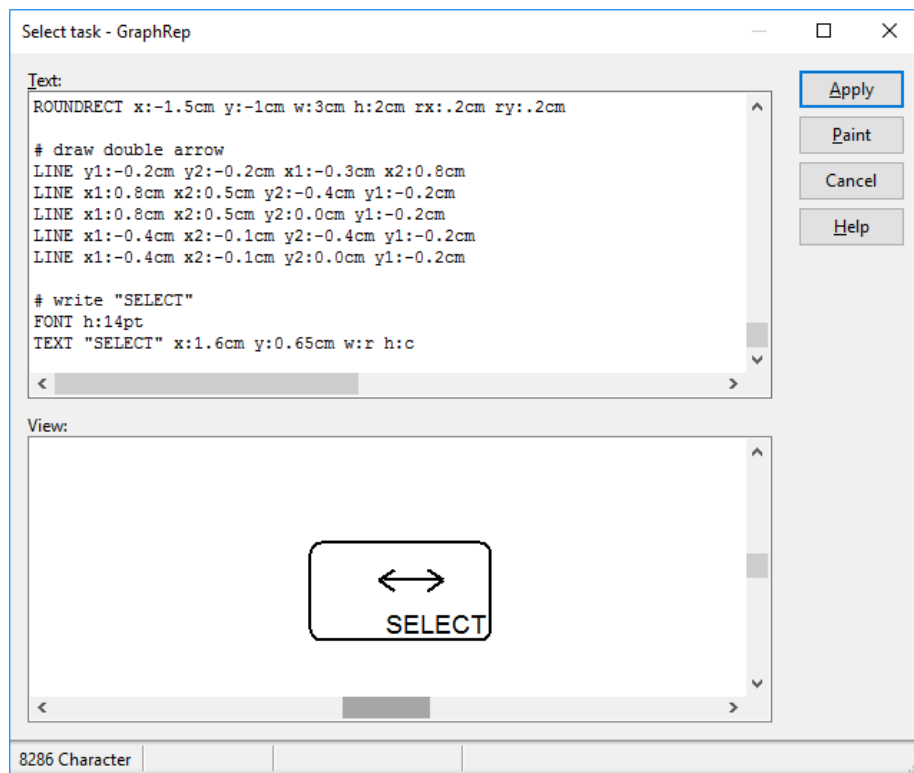 Select task - GraphRep
Text:
ROUNDRECT x:-1.5cm y:-1cm w:3cm h:2cm rx:.2cm ry:.2cm
# draw double arrow
LINE y1:-0.2cm y2:-0.2cm x1:-0.3cm x2:0.8cm
LINE x1:0.8cm x2:0.5cm y2:-0.4cm y1:-0.2cm
LINE x1:0.8cm x2:0.5cm y2:0.0cm y1:-0.2cm
LINE x1:-0.4cm x2:-0.1cm y2:-0.4cm y1:-0.2cm
LINE x1:-0.4cm x2:-0.1cm y2:0.0cm y1:-0.2cm
# write "SELECT"
FONT h:14pt
TEXT "SELECT" x:1.6cm y:0.65cm w:r h:c
Apply
Paint
Cancel
Help
View:
SELECT
8286 Character